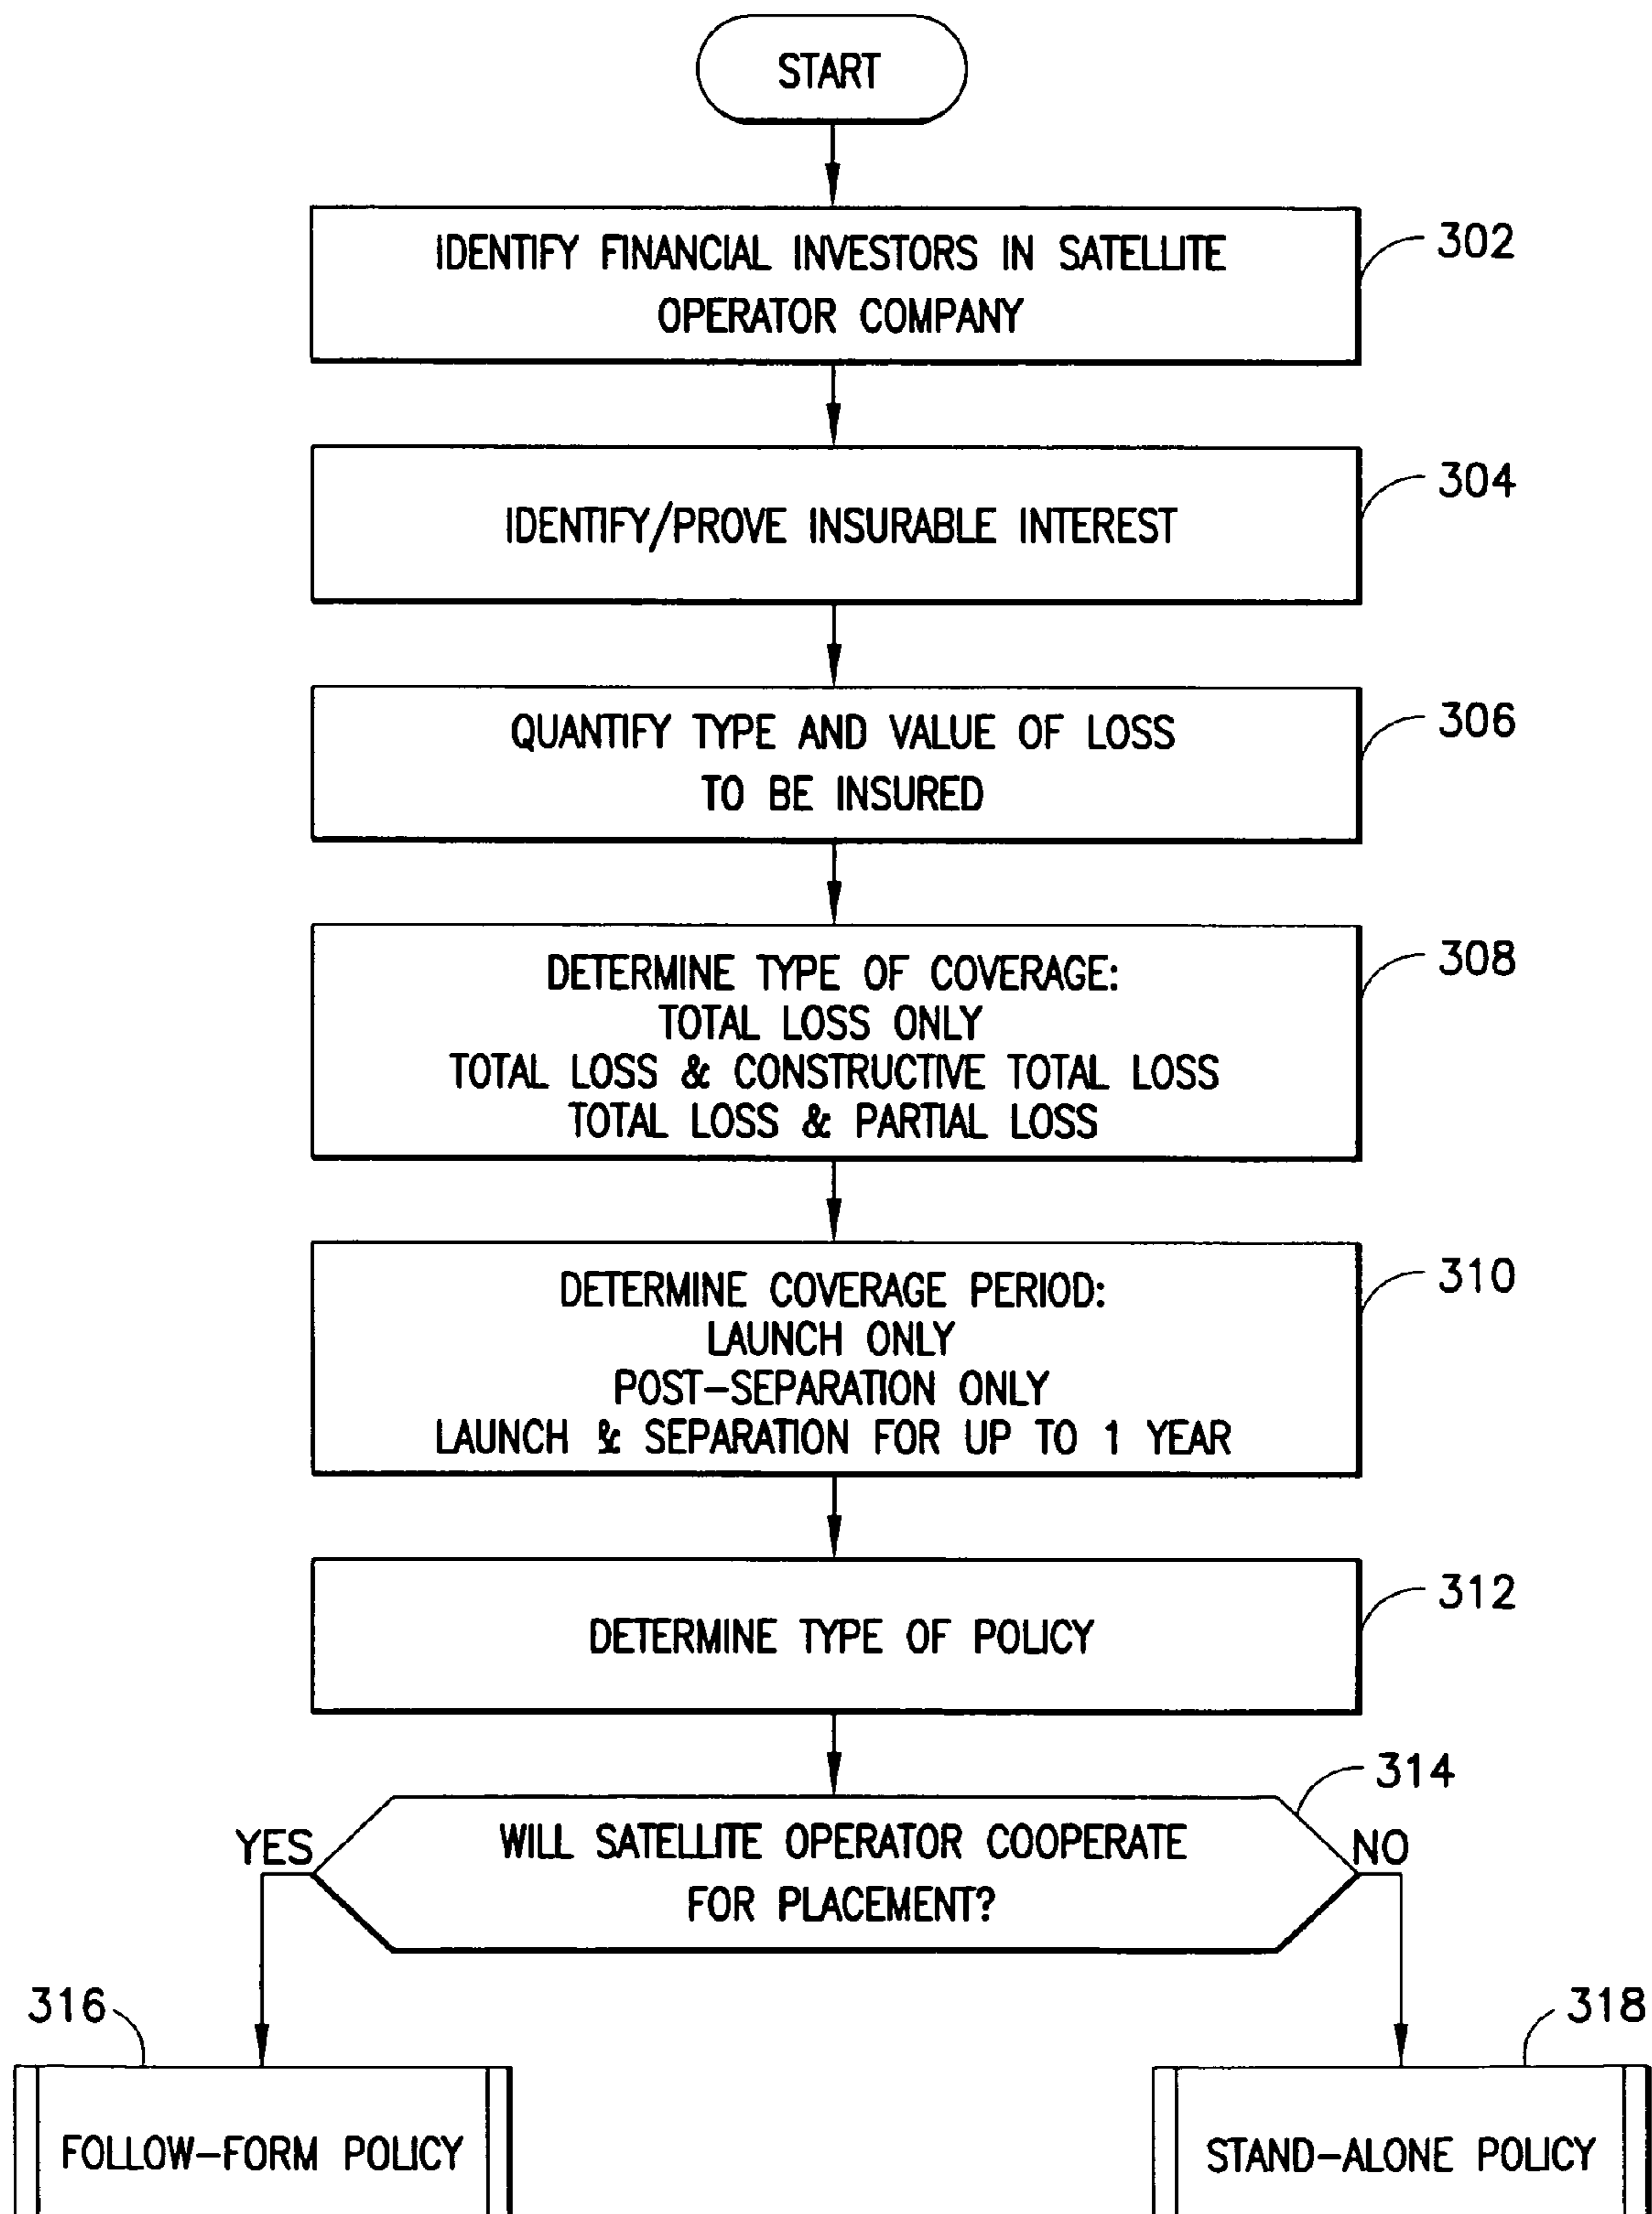 START
IDENTIFY FINANCIAL INVESTORS IN SATELLITE
OPERATOR COMPANY
302
IDENTIFY/PROVE INSURABLE INTEREST
304
QUANTIFY TYPE AND VALUE OF LOSS
TO BE INSURED
306
DETERMINE TYPE OF COVERAGE:
TOTAL LOSS ONLY
TOTAL LOSS & CONSTRUCTIVE TOTAL LOSS
TOTAL LOSS & PARTIAL LOSS
308
DETERMINE COVERAGE PERIOD:
LAUNCH ONLY
POST-SEPARATION ONLY
LAUNCH & SEPARATION FOR UP TO 1 YEAR
310
DETERMINE TYPE OF POLICY
312
314
YES
WILL SATELLITE OPERATOR COOPERATE
FOR PLACEMENT?
NO
316
318
FOLLOW-FORM POLICY
STAND-ALONE POLICY